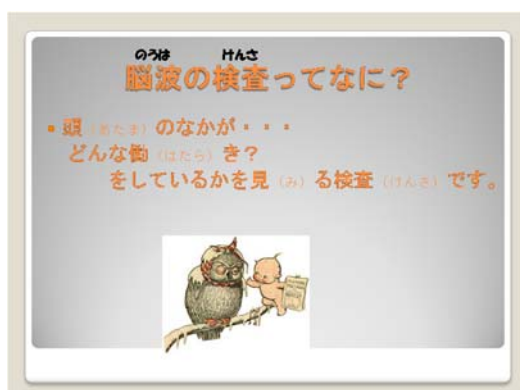 のうは けんさ
脳波の検査ってなに？
頭（あたま）のなかが・・・
どんな働（はたら）き？
をしているかを見（み）る検査（けんさ）です。